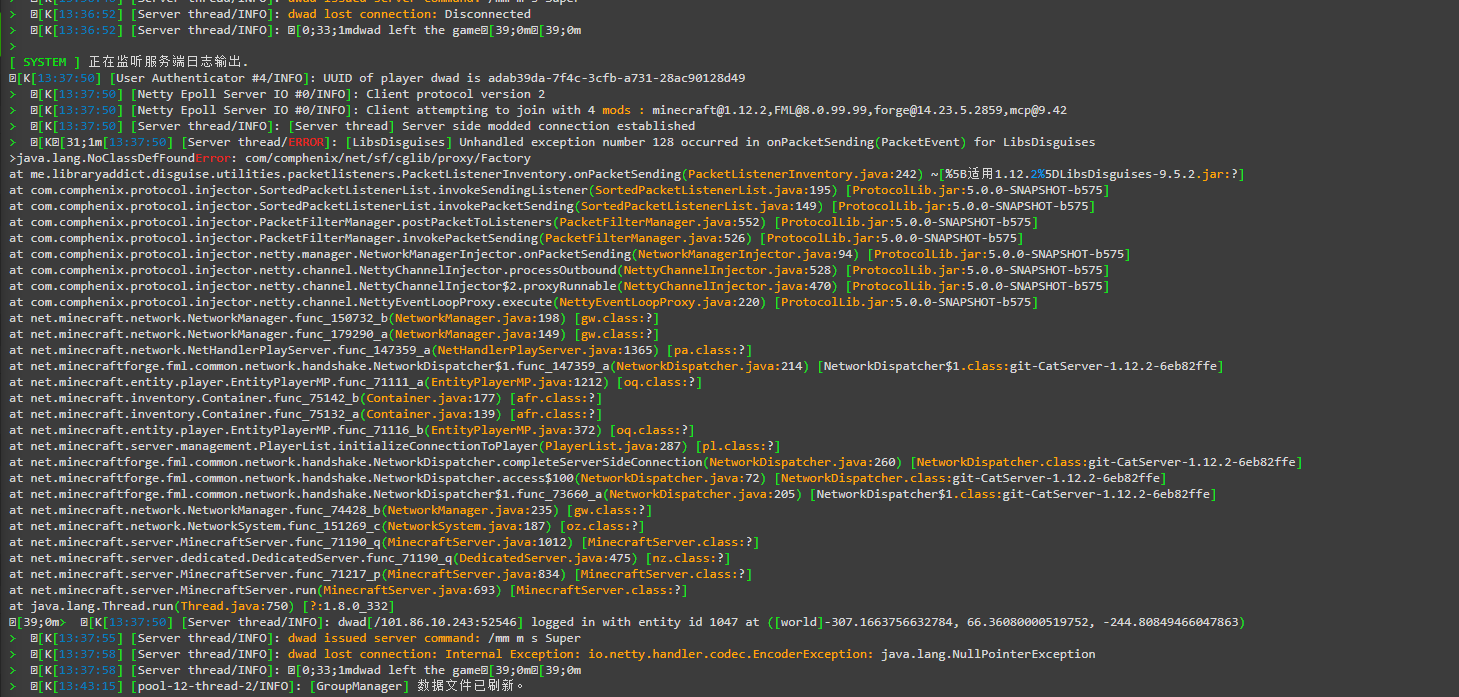 > [K[13:36:48] [Server thread/INFO]: dwad issued server command: /mm m s Super
> [K[13:36:52] [Server thread/INFO]: dwad lost connection: Disconnected
> [K[13:36:52] [Server thread/INFO]: [0;33;1mdwad left the game[39;0m[39;0m
>
[ SYSTEM ] 正在监听服务端日志输出.
[K[13:37:50] [User Authenticator #4/INFO]: UUID of player dwad is adab39da-7f4c-3cfb-a731-28ac90128d49
> [K[13:37:50] [Netty Epoll Server IO #0/INFO]: Client protocol version 2
> [K[13:37:50] [Netty Epoll Server IO #0/INFO]: Client attempting to join with 4 mods : minecraft@1.12.2,FML@8.0.99.99,forge@14.23.5.2859,mcp@9.42
> [K[13:37:50] [Server thread/INFO]: [Server thread] Server side modded connection established
> [K[31;1m[13:37:50] [Server thread/ERROR]: [LibsDisguises] Unhandled exception number 128 occurred in onPacketSending(PacketEvent) for LibsDisguises
>java.lang.NoClassDefFoundError: com/comphenix/net/sf/cglib/proxy/Factory
at me.libraryaddict.disguise.utilities.packetlisteners.PacketListenerInventory.onPacketSending(PacketListenerInventory.java:242) ~[%5B适用1.12.2%5DLibsDisguises-9.5.2.jar:?]
at com.comphenix.protocol.injector.SortedPacketListenerList.invokeSendingListener(SortedPacketListenerList.java:195) [ProtocolLib.jar:5.0.0-SNAPSHOT-b575]
at com.comphenix.protocol.injector.SortedPacketListenerList.invokePacketSending(SortedPacketListenerList.java:149) [ProtocolLib.jar:5.0.0-SNAPSHOT-b575]
at com.comphenix.protocol.injector.PacketFilterManager.postPacketToListeners(PacketFilterManager.java:552) [ProtocolLib.jar:5.0.0-SNAPSHOT-b575]
at com.comphenix.protocol.injector.PacketFilterManager.invokePacketSending(PacketFilterManager.java:526) [ProtocolLib.jar:5.0.0-SNAPSHOT-b575]
at com.comphenix.protocol.injector.netty.manager.NetworkManagerInjector.onPacketSending(NetworkManagerInjector.java:94) [ProtocolLib.jar:5.0.0-SNAPSHOT-b575]
at com.comphenix.protocol.injector.netty.channel.NettyChannelInjector.processOutbound(NettyChannelInjector.java:528) [ProtocolLib.jar:5.0.0-SNAPSHOT-b575]
at com.comphenix.protocol.injector.netty.channel.NettyChannelInjector$2.proxyRunnable(NettyChannelInjector.java:470) [ProtocolLib.jar:5.0.0-SNAPSHOT-b575]
at com.comphenix.protocol.injector.netty.channel.NettyEventLoopProxy.execute(NettyEventLoopProxy.java:220) [ProtocolLib.jar:5.0.0-SNAPSHOT-b575]
at net.minecraft.network.NetworkManager.func_150732_b(NetworkManager.java:198) [gw.class:?]
at net.minecraft.network.NetworkManager.func_179290_a(NetworkManager.java:149) [gw.class:?]
at net.minecraft.network.NetHandlerPlayServer.func_147359_a(NetHandlerPlayServer.java:1365) [pa.class:?]
at net.minecraftforge.fml.common.network.handshake.NetworkDispatcher$1.func_147359_a(NetworkDispatcher.java:214) [NetworkDispatcher$1.class:git-CatServer-1.12.2-6eb82ffe]
at net.minecraft.entity.player.EntityPlayerMP.func_71111_a(EntityPlayerMP.java:1212) [oq.class:?]
at net.minecraft.inventory.Container.func_75142_b(Container.java:177) [afr.class:?]
at net.minecraft.inventory.Container.func_75132_a(Container.java:139) [afr.class:?]
at net.minecraft.entity.player.EntityPlayerMP.func_71116_b(EntityPlayerMP.java:372) [oq.class:?]
at net.minecraft.server.management.PlayerList.initializeConnectionToPlayer(PlayerList.java:287) [pl.class:?]
at net.minecraftforge.fml.common.network.handshake.NetworkDispatcher.completeServerSideConnection(NetworkDispatcher.java:260) [NetworkDispatcher.class:git-CatServer-1.12.2-6eb82ffe]
at net.minecraftforge.fml.common.network.handshake.NetworkDispatcher.access$100(NetworkDispatcher.java:72) [NetworkDispatcher.class:git-CatServer-1.12.2-6eb82ffe]
at net.minecraftforge.fml.common.network.handshake.NetworkDispatcher$1.func_73660_a(NetworkDispatcher.java:205) [NetworkDispatcher$1.class:git-CatServer-1.12.2-6eb82ffe]
at net.minecraft.network.NetworkManager.func_74428_b(NetworkManager.java:235) [gw.class:?]
at net.minecraft.network.NetworkSystem.func_151269_c(NetworkSystem.java:187) [oz.class:?]
at net.minecraft.server.MinecraftServer.func_71190_q(MinecraftServer.java:1012) [MinecraftServer.class:?]
at net.minecraft.server.dedicated.DedicatedServer.func_71190_q(DedicatedServer.java:475) [nz.class:?]
at net.minecraft.server.MinecraftServer.func_71217_p(MinecraftServer.java:834) [MinecraftServer.class:?]
at net.minecraft.server.MinecraftServer.run(MinecraftServer.java:693) [MinecraftServer.class:?]
at java.lang.Thread.run(Thread.java:750) [?:1.8.0_332]
[39;0m> [K[13:37:50] [Server thread/INFO]: dwad[/101.86.10.243:52546] logged in with entity id 1047 at ([world]-307.1663756632784, 66.36080000519752, -244.80849466047863)
> [K[13:37:55] [Server thread/INFO]: dwad issued server command: /mm m s Super
> [K[13:37:58] [Server thread/INFO]: dwad lost connection: Internal Exception: io.netty.handler.codec.EncoderException: java.lang.NullPointerException
> [K[13:37:58] [Server thread/INFO]: [0;33;1mdwad left the game[39;0m[39;0m
> [K[13:43:15] [pool-12-thread-2/INFO]: [GroupManager] 数据文件已刷新。